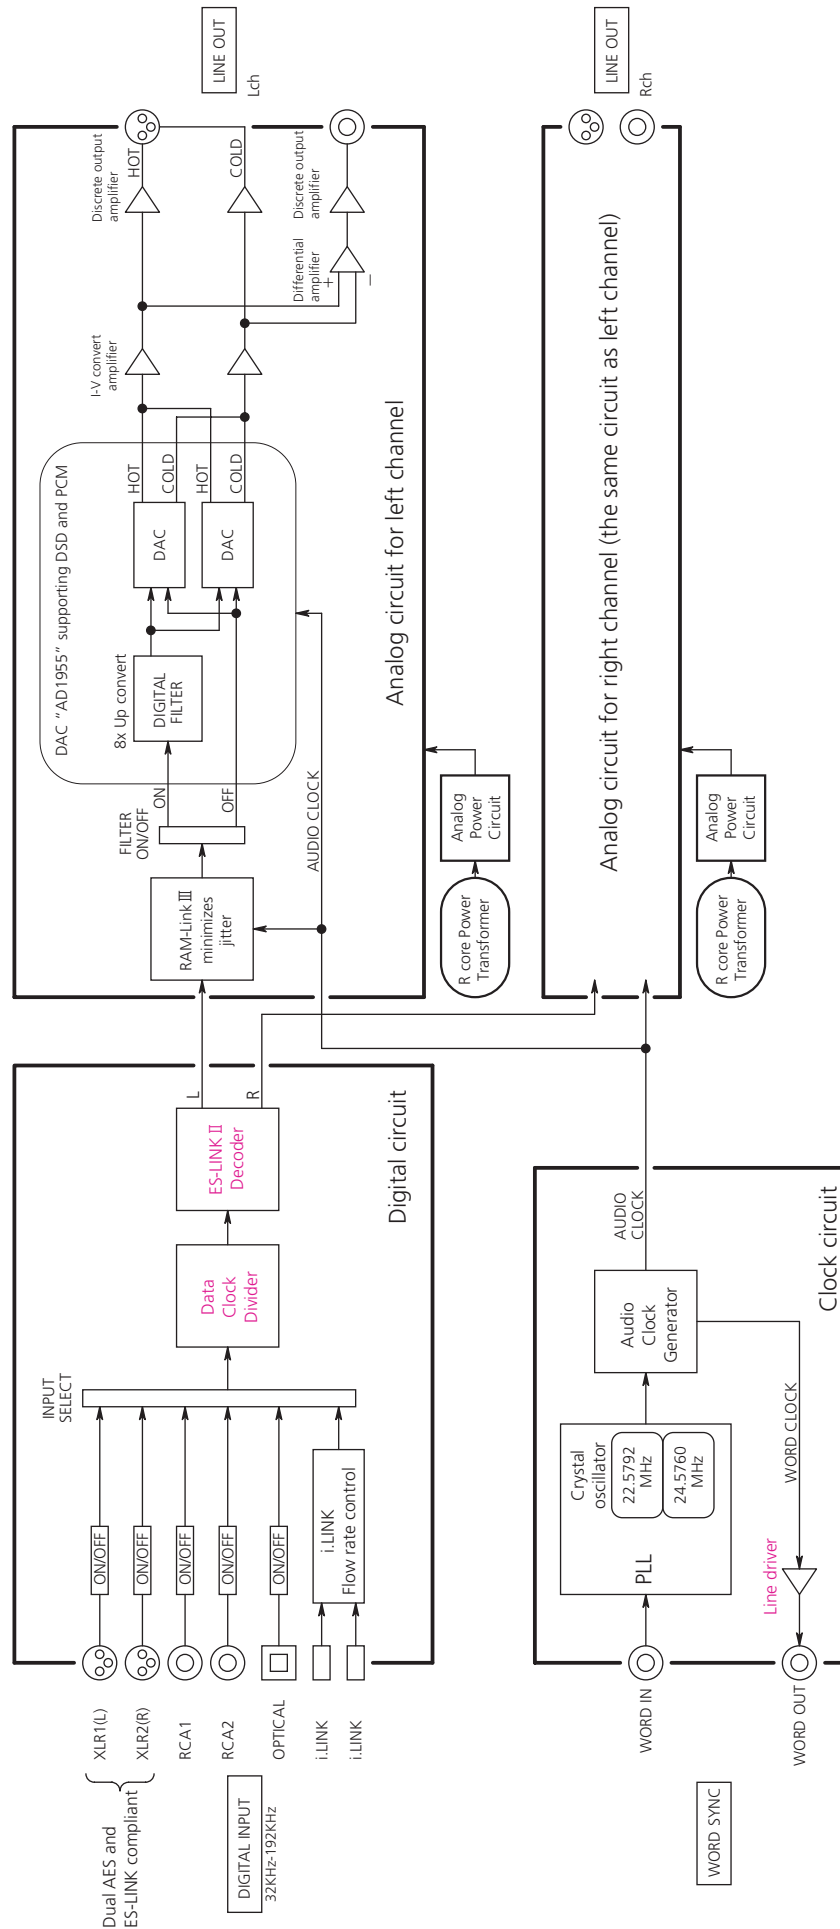 Dual AES and
ES-LINK compliant
XLR1(L)
XLR2(R)
RCA1
RCA2
OPTICAL
i.LINK
i.LINK
DIGITAL INPUT
32KHz-192KHz
ON/OFF
ON/OFF
ON/OFF
ON/OFF
ON/OFF
i.LINK
Flow rate control
INPUT
SELECT
Data
Clock
Divider
ES-LINK II
Decoder
L
R
Digital circuit
RAM-Link III
minimizes
jitter
FILTER
ON/OFF
ON
OFF
AUDIO CLOCK
DAC "AD1955" supporting DSD and PCM
8x Up convert
DIGITAL
FILTER
DAC
DAC
HOT
COLD
HOT
COLD
I-V convert
amplifier
Differential
amplifier
+
−
Discrete output
amplifier
HOT
COLD
Discrete output
amplifier
LINE OUT
Lch
Analog circuit for left channel
R core Power
Transformer
Analog
Power
Circuit
Analog circuit for right channel (the same circuit as left channel)
LINE OUT
Rch
R core Power
Transformer
Analog
Power
Circuit
WORD SYNC
WORD IN
WORD OUT
PLL
Crystal
oscillator
22.5792
MHz
24.5760
MHz
Audio
Clock
Generator
AUDIO
CLOCK
WORD CLOCK
Line driver
Clock circuit